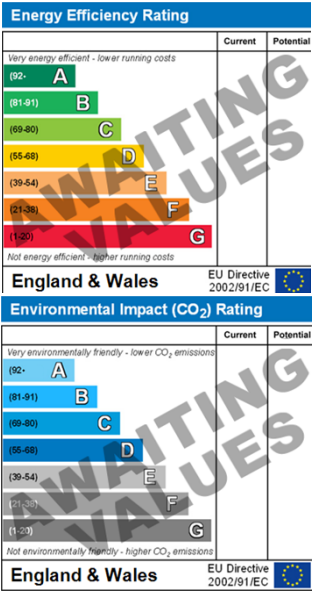 Energy Efficiency Rating
Current Potential
Very energy efficient - lower running costs
(92+ A
(81-91) B
(69-80) C
(55-68) D
(39-54) E
(21-38) F
(1-20) G
Not energy efficient - higher running costs
AWAITING
VALUES
England & Wales
EU Directive
2002/91/EC
Environmental Impact (CO₂) Rating
Current Potential
Very environmentally friendly - lower CO₂ emissions
(92+ A
(81-91) B
(69-80) C
(55-68) D
(39-54) E
(21-38) F
(1-20) G
Not environmentally friendly - higher CO₂ emissions
AWAITING
VALUES
England & Wales
EU Directive
2002/91/EC